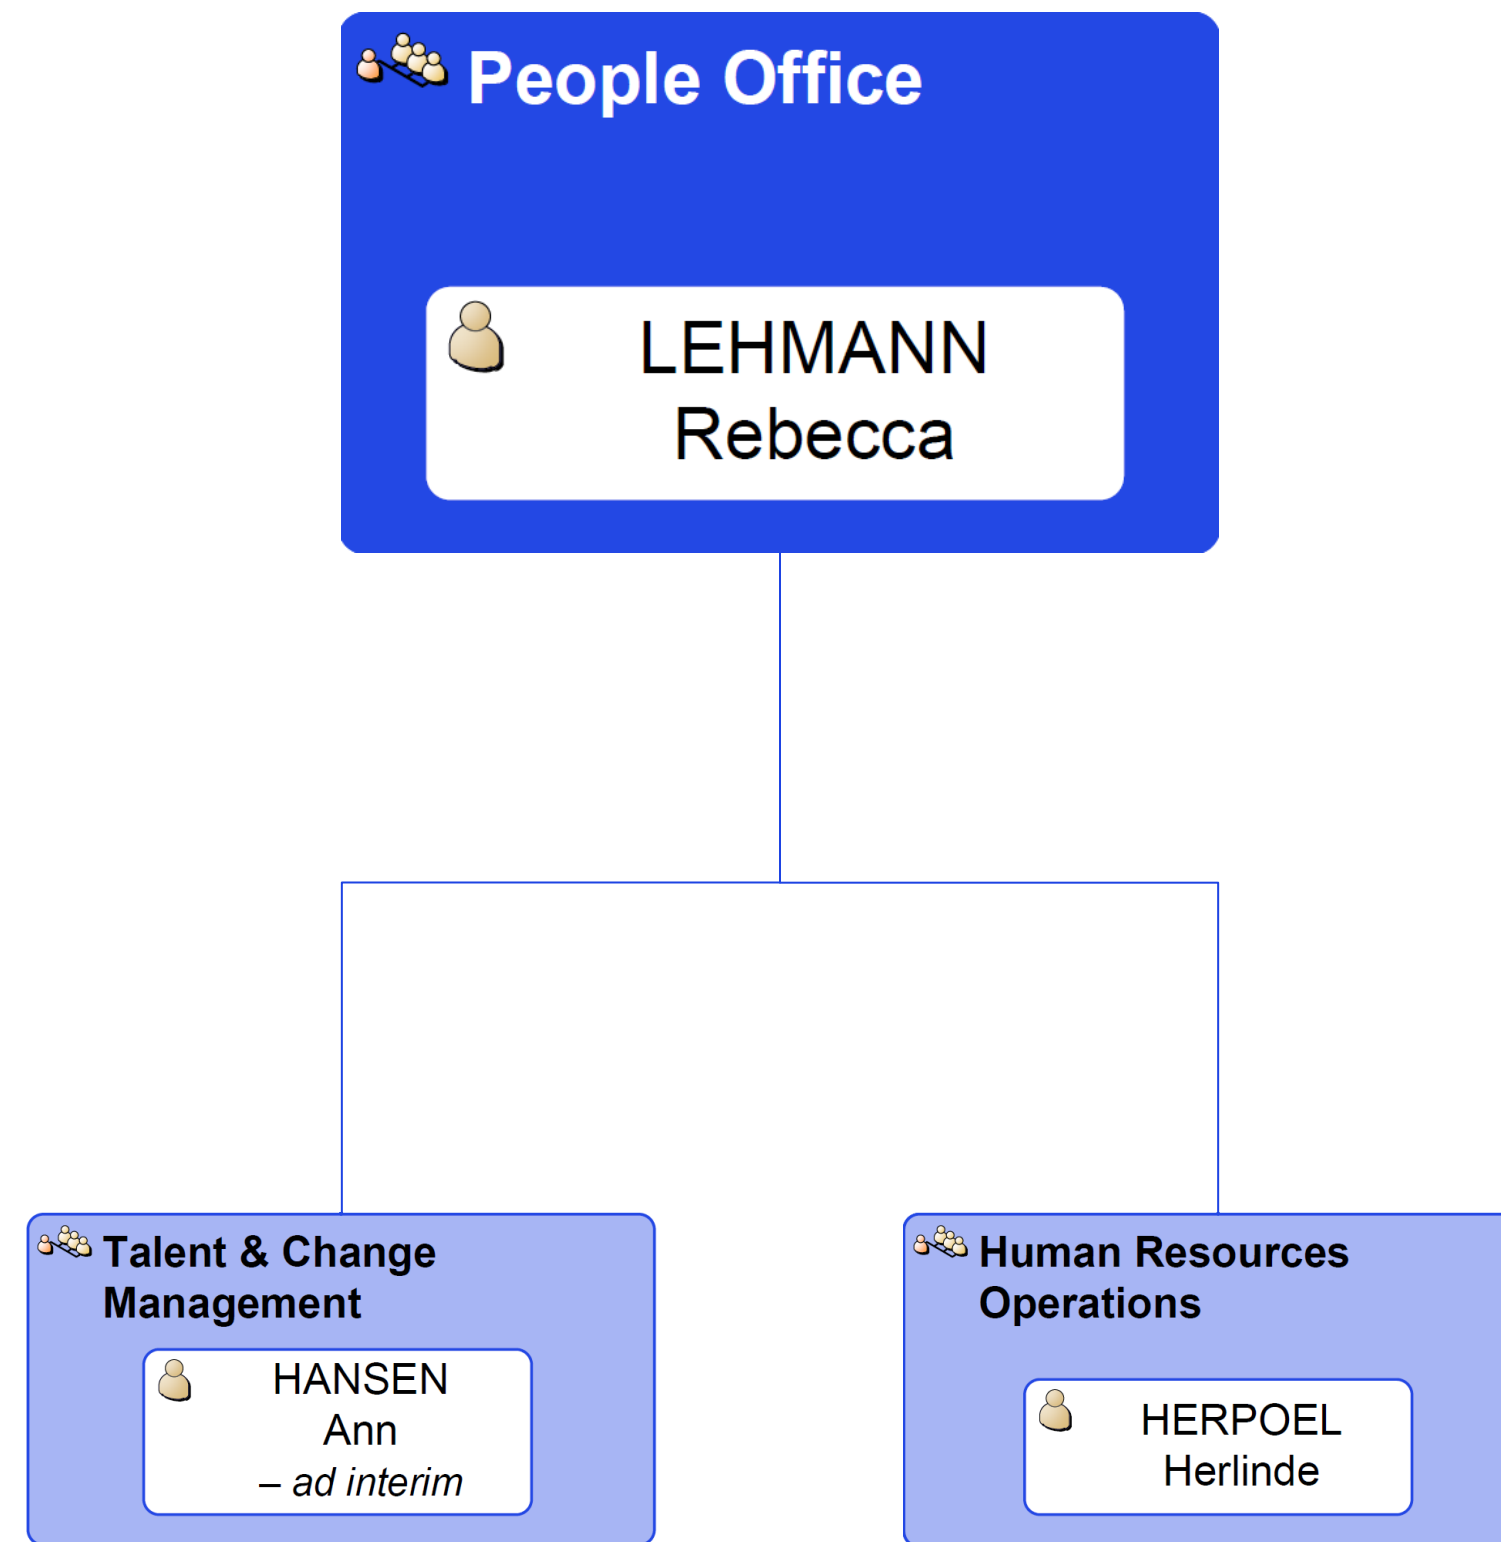 People Office
LEHMANN
Rebecca
Talent & Change
Management
HANSEN
Ann
– ad interim
Human Resources
Operations
HERPOEL
Herlinde